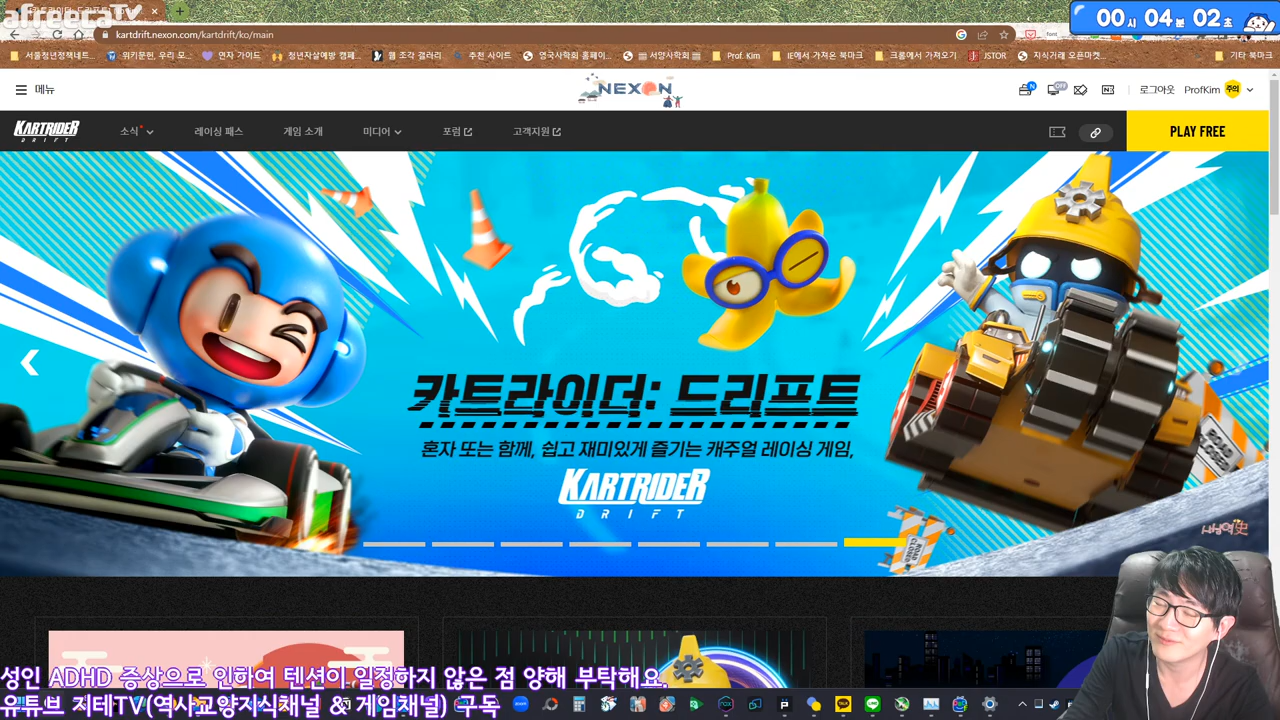 afreecaTV
00시 04분 02초
kartdrift.nexon.com/kartdrift/ko/main
서울청년정책네트... 위키문헌, 우리 모... 연자 가이드 청년자살예방 캠페... 웹 조각 갤러리 추천 사이트 영국사학회 홈페이... 서양사학회 Prof. Kim IE에서 가져온 북마크 크롬에서 가져오기 JSTOR 지식거래 오픈마켓... 기타 북마크
메뉴 NEXON N OFF N3 로그아웃 ProfKim 주의
KARTRIDER DRIFT 소식 레이싱 패스 게임 소개 미디어 포럼 고객지원 PLAY FREE
카트라이더: 드리프트
혼자 또는 함께, 쉽고 재미있게 즐기는 캐주얼 레이싱 게임,
KARTRIDER
DRIFT
ROAD CLOSED
ROAD CLOSED
성인 ADHD 증상으로 인하여 텐션이 일정하지 않은 점 양해 부탁해요.
유튜브 지테TV(역사교양지식채널 & 게임채널) 구독